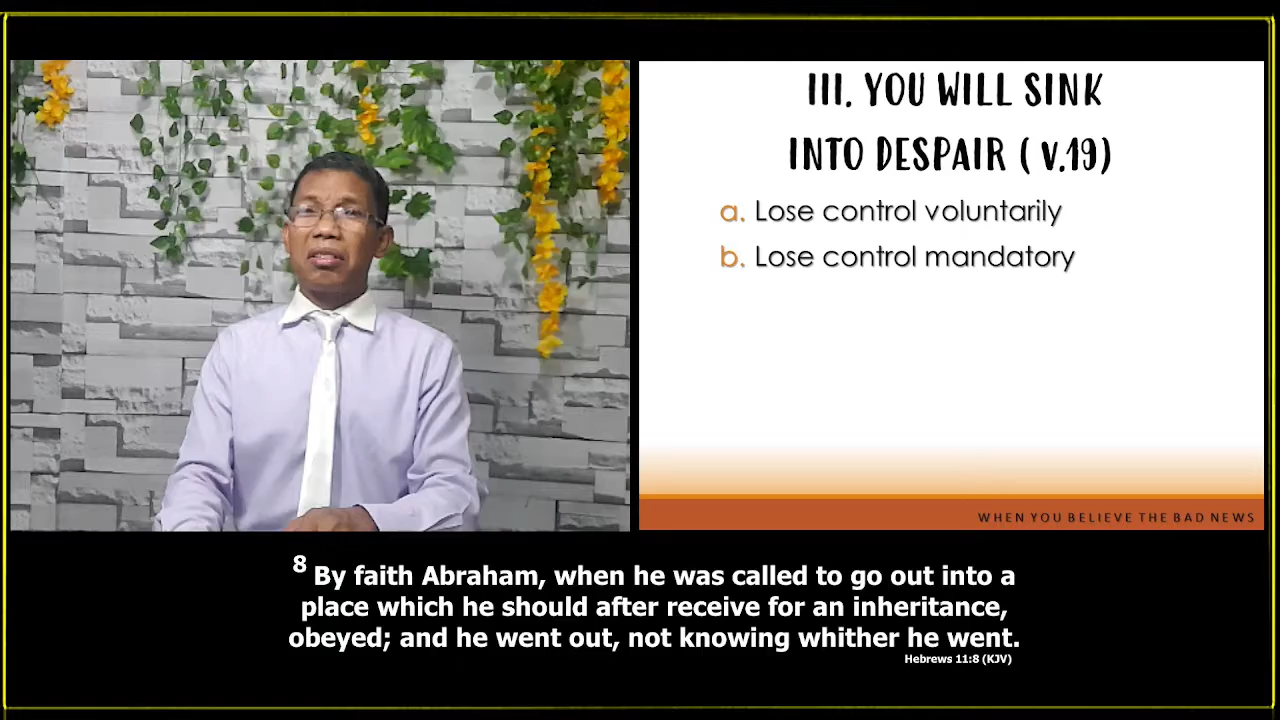 III. YOU WILL SINK
INTO DESPAIR ( v.19)
a. Lose control voluntarily
b. Lose control mandatory
WHEN YOU BELIEVE THE BAD NEWS
8 By faith Abraham, when he was called to go out into a
place which he should after receive for an inheritance,
obeyed; and he went out, not knowing whither he went.
Hebrews 11:8 (KJV)